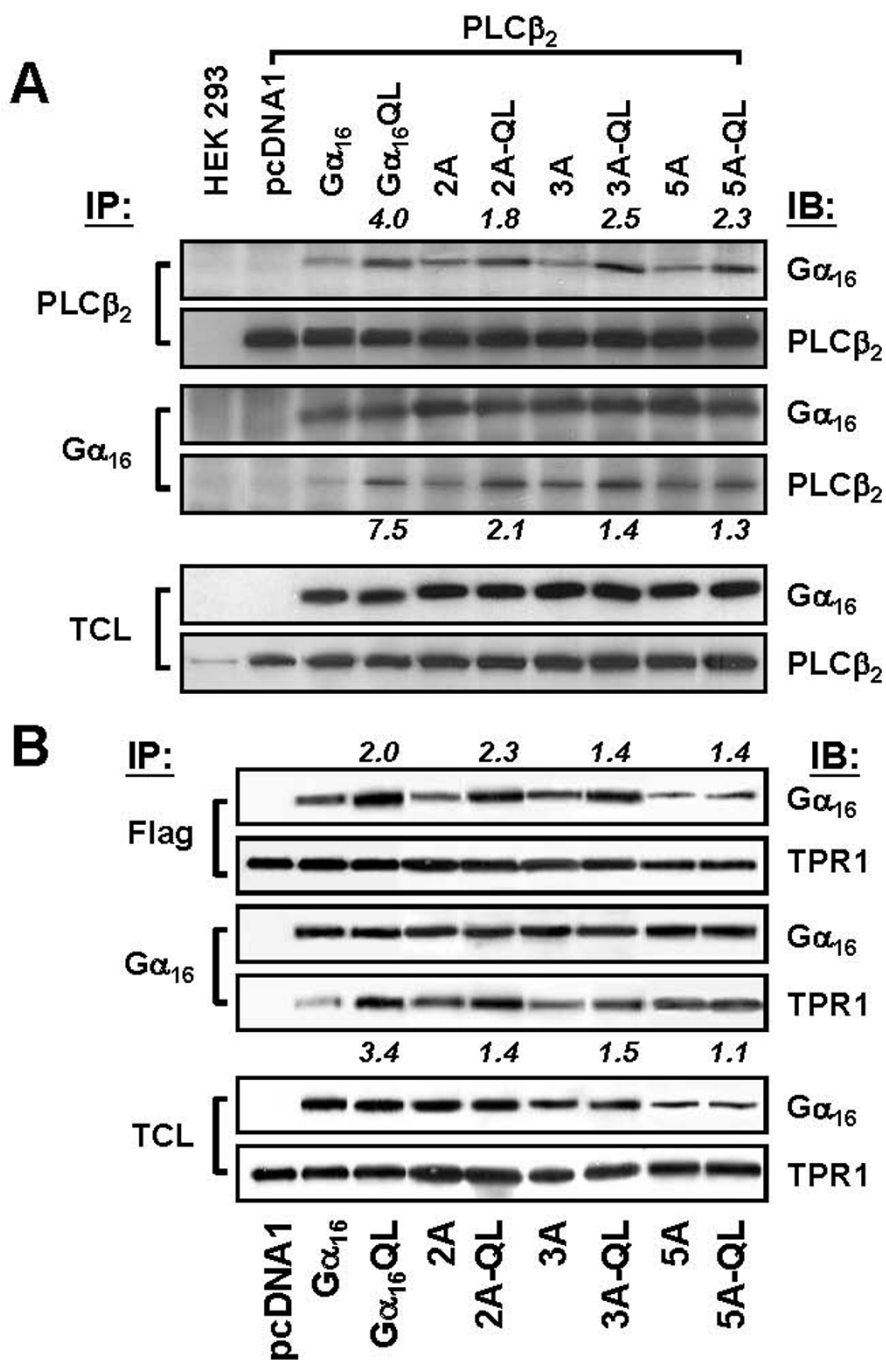 PLCβ₂
A
HEK 293 pcDNA1 Gα₁₆ Gα₁₆QL 2A 2A-QL 3A 3A-QL 5A 5A-QL
IP: 4.0 1.8 2.5 2.3 IB:
Gα₁₆
PLCβ₂
PLCβ₂
Gα₁₆
Gα₁₆
PLCβ₂
7.5 2.1 1.4 1.3
Gα₁₆
TCL
PLCβ₂
B
IP: 2.0 2.3 1.4 1.4 IB:
Gα₁₆
Flag
TPR1
Gα₁₆
Gα₁₆
TPR1
3.4 1.4 1.5 1.1
Gα₁₆
TCL
TPR1
pcDNA1 Gα₁₆ Gα₁₆QL 2A 2A-QL 3A 3A-QL 5A 5A-QL